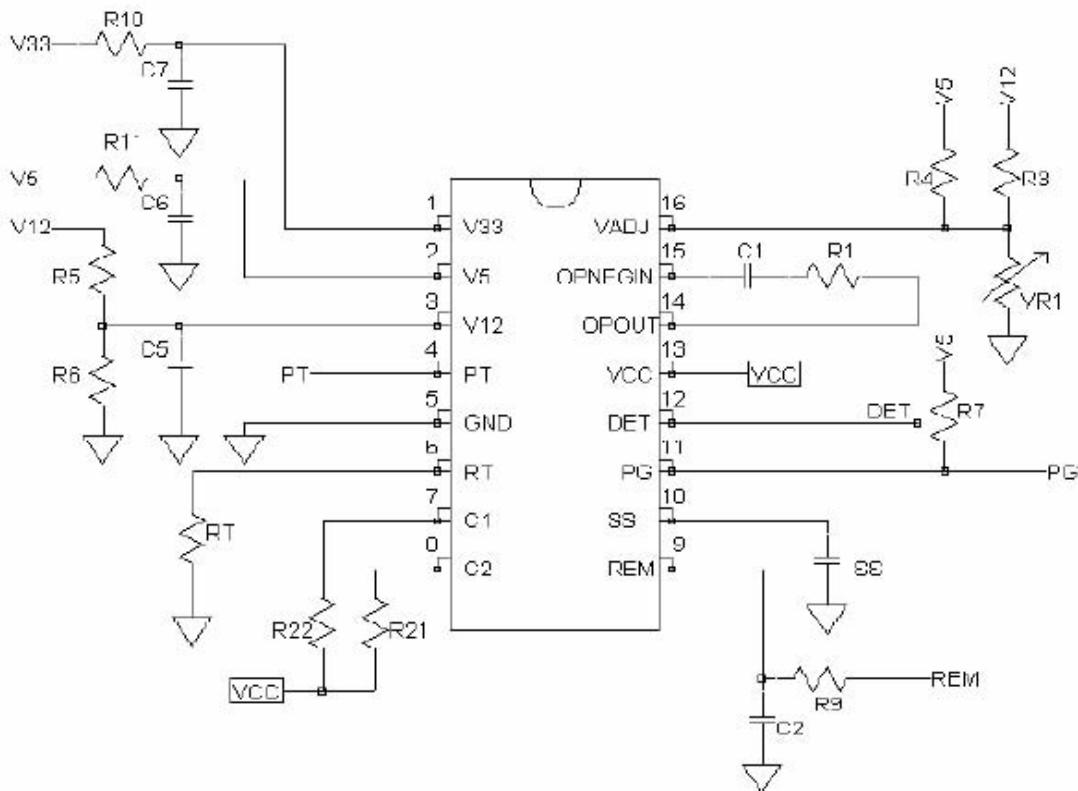 R10
V33
C7
R11
V5
C6
V12
R5
R6
C5
PT
RT
R22
R21
VCC
1
2
3
4
5
6
7
0
V33
V5
V12
PT
GND
RT
C1
C2
16
15
14
13
12
11
10
9
VADJ
OPNEGIN
OPOUT
VCC
DET
PG
SS
REM
V5
V12
R4
R3
C1
R1
VR1
VCC
V5
DET
R7
PG
SS
REM
R9
C2